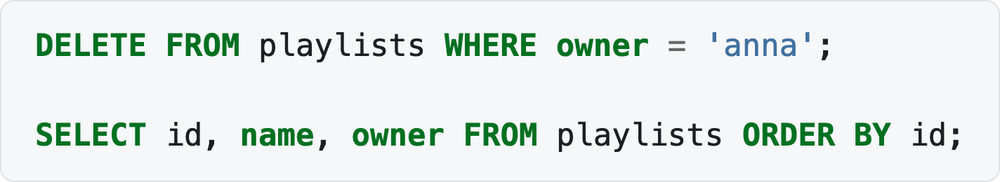 DELETE FROM playlists WHERE owner = 'anna';
SELECT id, name, owner FROM playlists ORDER BY id;